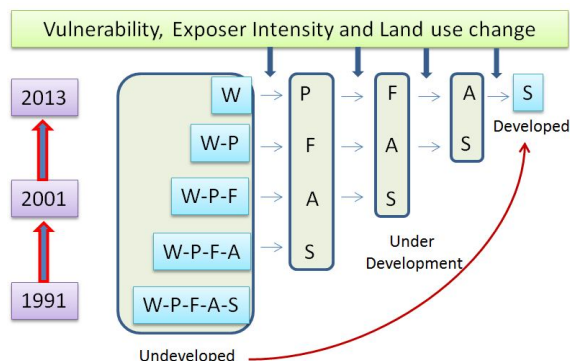 Vulnerability, Exposer Intensity and Land use change
2013
2001
1991
W
W-P
W-P-F
W-P-F-A
W-P-F-A-S
Undeveloped
P
F
A
S
F
A
S
Under
Development
A
S
S
Developed